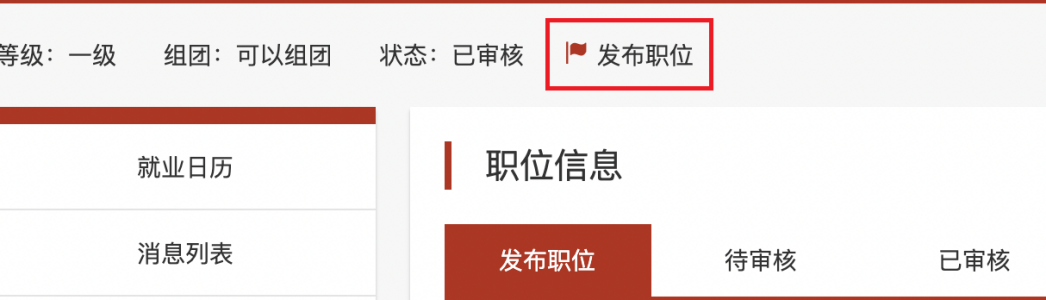 等级：一级 组团：可以组团 状态：已审核 发布职位
就业日历
消息列表
职位信息
发布职位 待审核 已审核